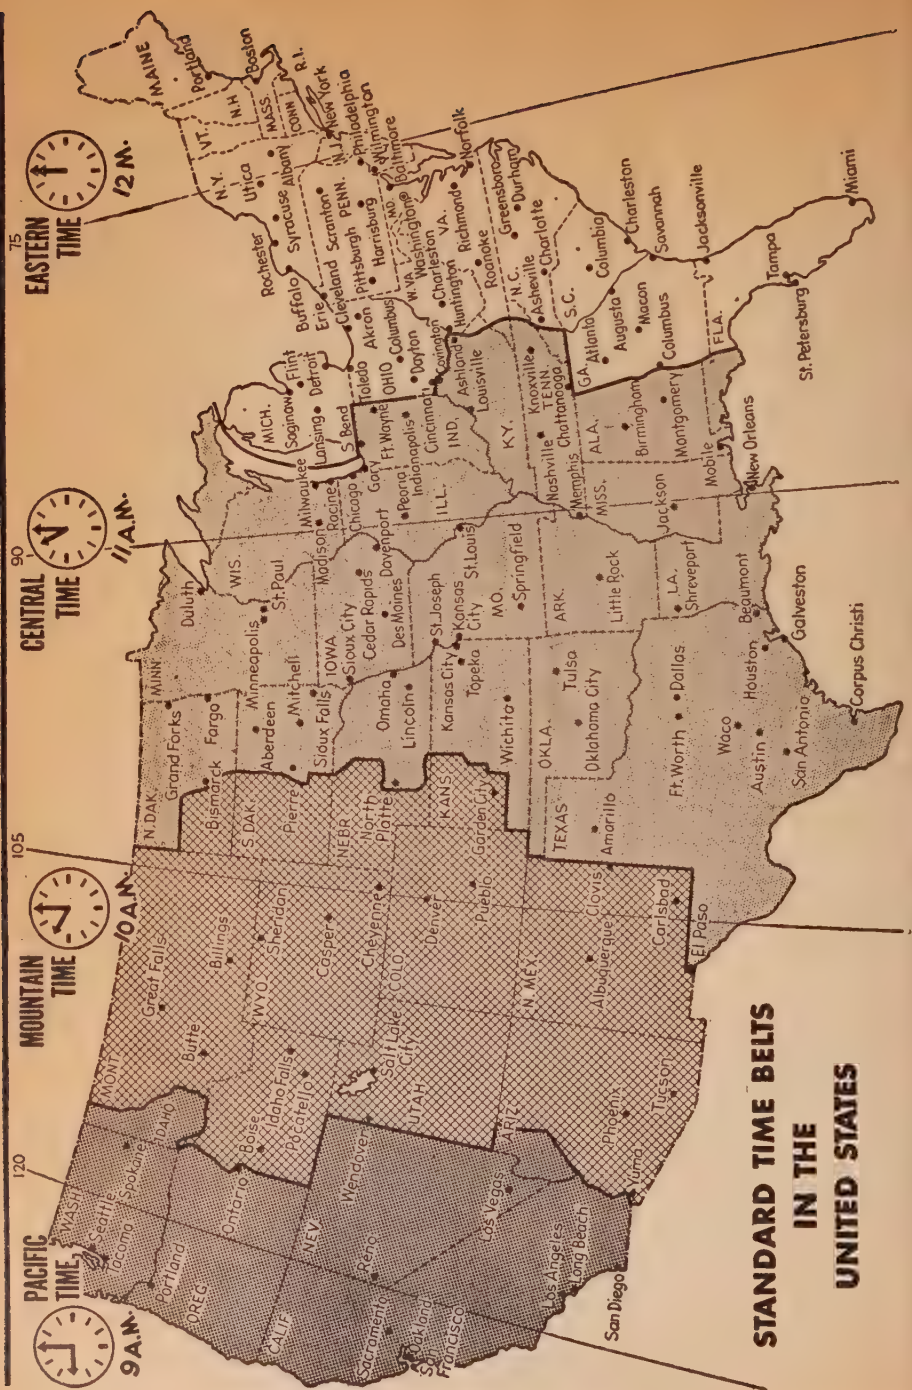 PACIFIC
TIME
9 A.M.
120
MOUNTAIN
TIME
10 A.M.
105
CENTRAL
TIME
11 A.M.
90
EASTERN
TIME
12 M.
75
WASH.
Seattle
Tacoma
Spokane
Portland
OREG.
Ontario
IDAHO
Boise
Idaho Falls
Pocatello
CALIF.
NEV.
Wendover
Reno
Sacramento
Oakland
San
Francisco
Las Vegas
Los Angeles
Long Beach
San Diego
MONT.
Great Falls
Butte
Billings
WYO.
Sheridan
Casper
Cheyenne
Salt Lake
City
UTAH
COLO.
Denver
Pueblo
ARIZ.
Phoenix
Tucson
Yuma
N. MEX.
Albuquerque
Clovis
Carlsbad
El Paso
N. DAK.
Grand Forks
Fargo
Bismarck
S. DAK.
Aberdeen
Mitchell
Pierre
Sioux Falls
NEBR.
North
Platte
Omaha
Lincoln
KANS.
Kansas City
Topeka
Wichita
Garden City
OKLA.
Tulsa
Oklahoma City
TEXAS
Amarillo
Ft. Worth
Dallas
Waco
Austin
Houston
San Antonio
Beaumont
Galveston
Corpus Christi
MINN.
Duluth
Minneapolis
St. Paul
WIS.
Madison
Milwaukee
Racine
IOWA
Sioux City
Cedar Rapids
Davenport
Des Moines
MO.
St. Joseph
Kansas
City
St. Louis
Springfield
ILL.
Chicago
Peoria
ARK.
Little Rock
LA.
Shreveport
New Orleans
MISS.
Jackson
Memphis
MICH.
Saginaw
Flint
Lansing
Detroit
IND.
S. Bend
Gary
Ft. Wayne
Indianapolis
OHIO
Toledo
Cleveland
Akron
Columbus
Dayton
Cincinnati
KY.
Covington
Ashland
Louisville
TENN.
Nashville
Knoxville
Chattanooga
ALA.
Birmingham
Montgomery
Mobile
GA.
Atlanta
Augusta
Macon
Columbus
Savannah
FLA.
Jacksonville
Tampa
St. Petersburg
Miami
S.C.
Columbia
Charleston
N.C.
Asheville
Charlotte
Greensboro
Durham
VA.
Richmond
Roanoke
Norfolk
W.VA.
Charleston
Huntington
Washington
MD.
Baltimore
Wilmington
PENN.
Erie
Pittsburgh
Scranton
Harrisburg
Philadelphia
N.J.
N.Y.
Buffalo
Rochester
Syracuse
Utica
Albany
New York
VT.
N.H
MASS.
CONN
R.I.
Boston
MAINE
Portland
STANDARD TIME BELTS
IN THE
UNITED STATES